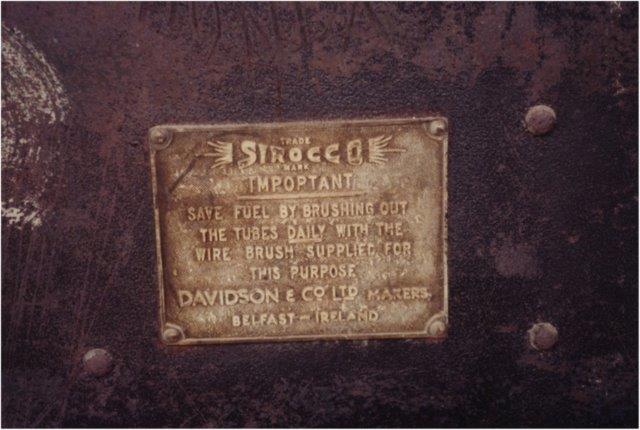 TRADE
SIROCCO
MARK
IMPORTANT
SAVE FUEL BY BRUSHING OUT
THE TUBES DAILY WITH THE
WIRE BRUSH SUPPLIED FOR
THIS PURPOSE
DAVIDSON & CO LTD MAKERS,
BELFAST-IRELAND